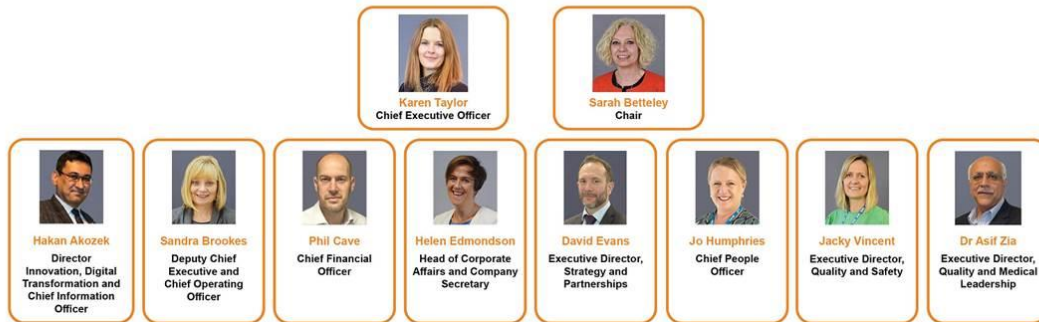 Karen Taylor
Chief Executive Officer
Sarah Betteley
Chair
Hakan Akozek
Director
Innovation, Digital
Transformation and
Chief Information
Officer
Sandra Brookes
Deputy Chief
Executive and
Chief Operating
Officer
Phil Cave
Chief Financial
Officer
Helen Edmondson
Head of Corporate
Affairs and Company
Secretary
David Evans
Executive Director,
Strategy and
Partnerships
Jo Humphries
Chief People
Officer
Jacky Vincent
Executive Director,
Quality and Safety
Dr Asif Zia
Executive Director,
Quality and Medical
Leadership